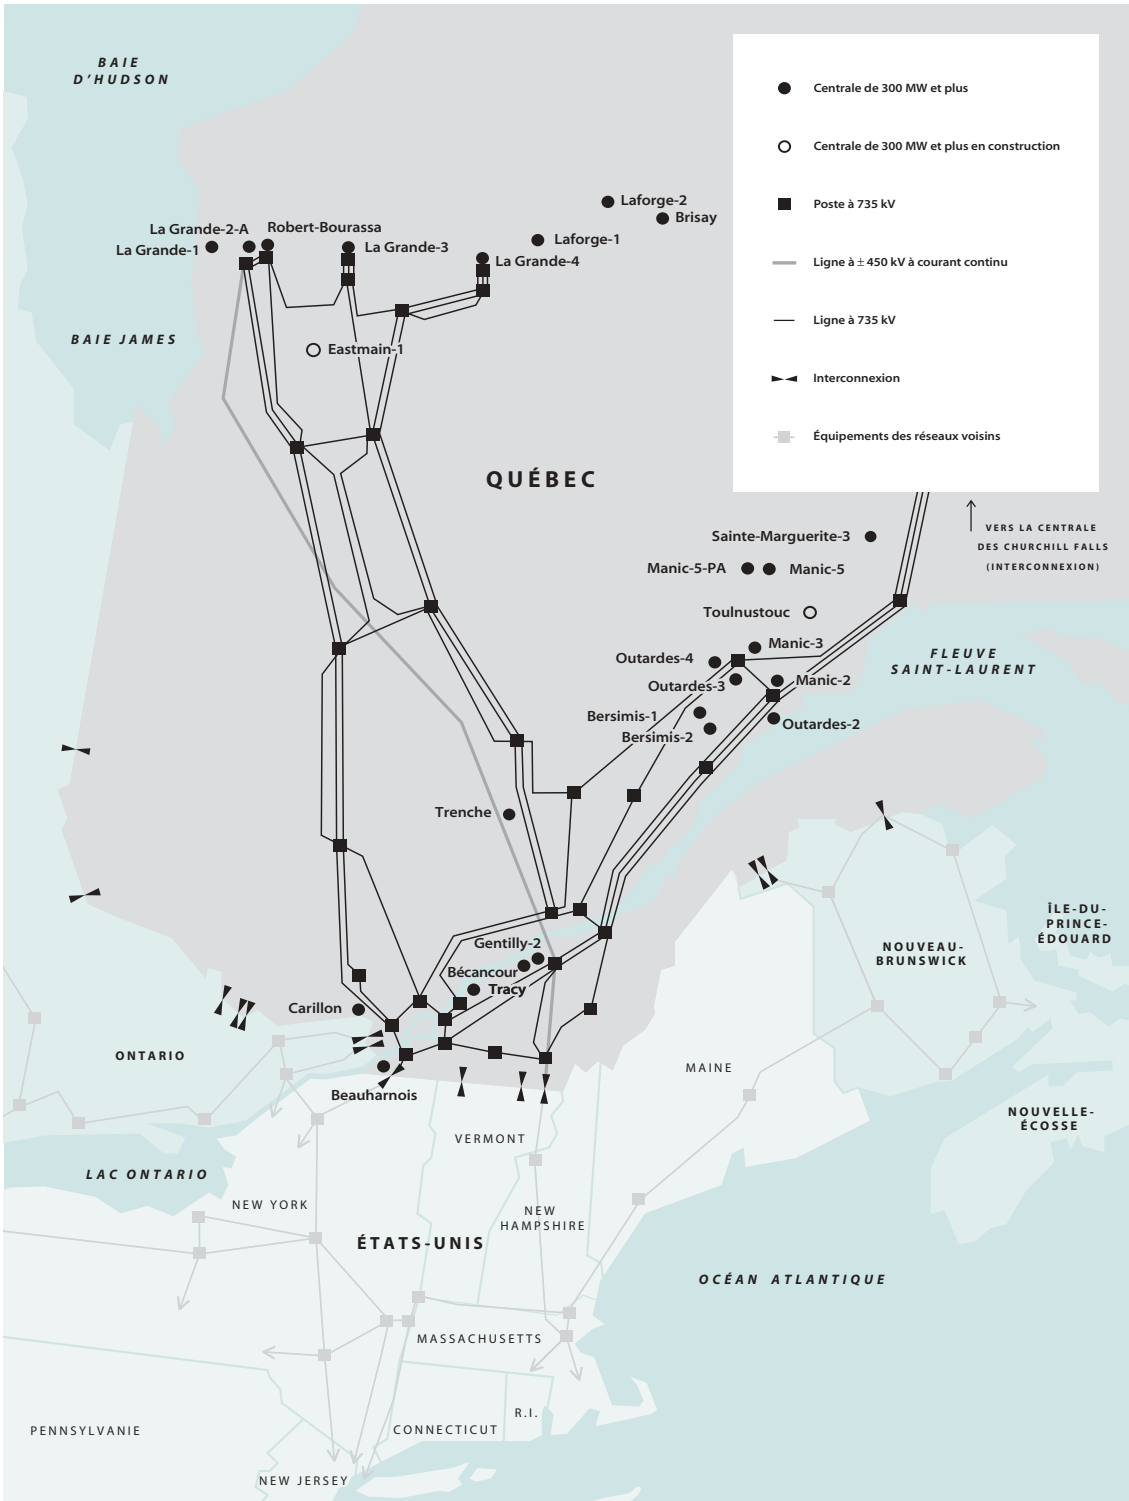 BAIE
D'HUDSON
Centrale de 300 MW et plus
Centrale de 300 MW et plus en construction
Poste à 735 kV
Ligne à ± 450 kV à courant continu
Ligne à 735 kV
Interconnexion
Équipements des réseaux voisins
Laforge-2
Brisay
La Grande-2-A
Robert-Bourassa
La Grande-1
La Grande-3
Laforge-1
La Grande-4
BAIE JAMES
Eastmain-1
QUÉBEC
VERS LA CENTRALE
DES CHURCHILL FALLS
(INTERCONNEXION)
Sainte-Marguerite-3
Manic-5-PA
Manic-5
Toulnustouc
Manic-3
FLEUVE
SAINT-LAURENT
Outardes-4
Outardes-3
Manic-2
Bersimis-1
Outardes-2
Bersimis-2
Trenche
Gentilly-2
Bécancour
Tracy
Carillon
ÎLE-DU-
PRINCE-
ÉDOUARD
NOUVEAU-
BRUNSWICK
ONTARIO
Beauharnois
MAINE
NOUVELLE-
ÉCOSSE
VERMONT
LAC ONTARIO
NEW YORK
NEW
HAMPSHIRE
ÉTATS-UNIS
OCÉAN ATLANTIQUE
MASSACHUSETTS
R.I.
PENNSYLVANIE
CONNECTICUT
NEW JERSEY